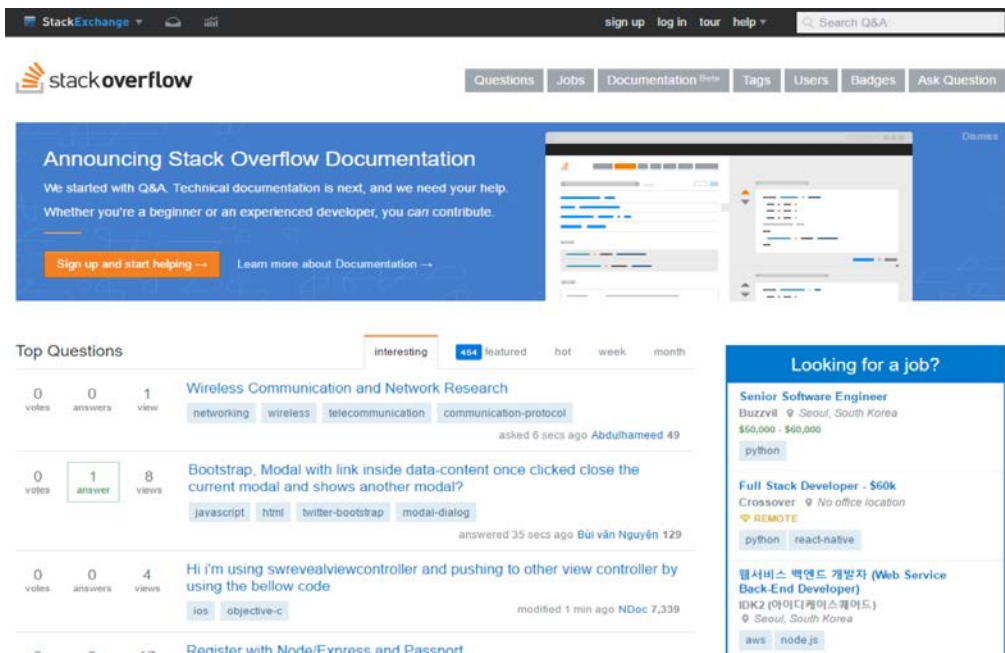 StackExchange
sign up log in tour help
Search Q&A
stackoverflow
Questions Jobs Documentation Beta Tags Users Badges Ask Question
Dismiss
Announcing Stack Overflow Documentation
We started with Q&A. Technical documentation is next, and we need your help.
Whether you're a beginner or an experienced developer, you can contribute.
Sign up and start helping → Learn more about Documentation →
Top Questions
interesting 454 featured hot week month
0 votes 0 answers 1 view
Wireless Communication and Network Research
networking wireless telecommunication communication-protocol
asked 6 secs ago Abdulhameed 49
0 votes 1 answer 8 views
Bootstrap, Modal with link inside data-content once clicked close the
current modal and shows another modal?
javascript html twitter-bootstrap modal-dialog
answered 35 secs ago Bùi văn Nguyện 129
0 votes 0 answers 4 views
Hi i'm using swrevealviewcontroller and pushing to other view controller by
using the bellow code
ios objective-c
modified 1 min ago NDoc 7,339
Register with Node/Express and Passport
Looking for a job?
Senior Software Engineer
Buzzvil Seoul, South Korea
$50,000 - $60,000
python
Full Stack Developer - $60k
Crossover No office location
REMOTE
python react-native
웹서비스 백엔드 개발자 (Web Service
Back-End Developer)
IDK2 (아이디케이스퀘어드)
Seoul, South Korea
aws node.js